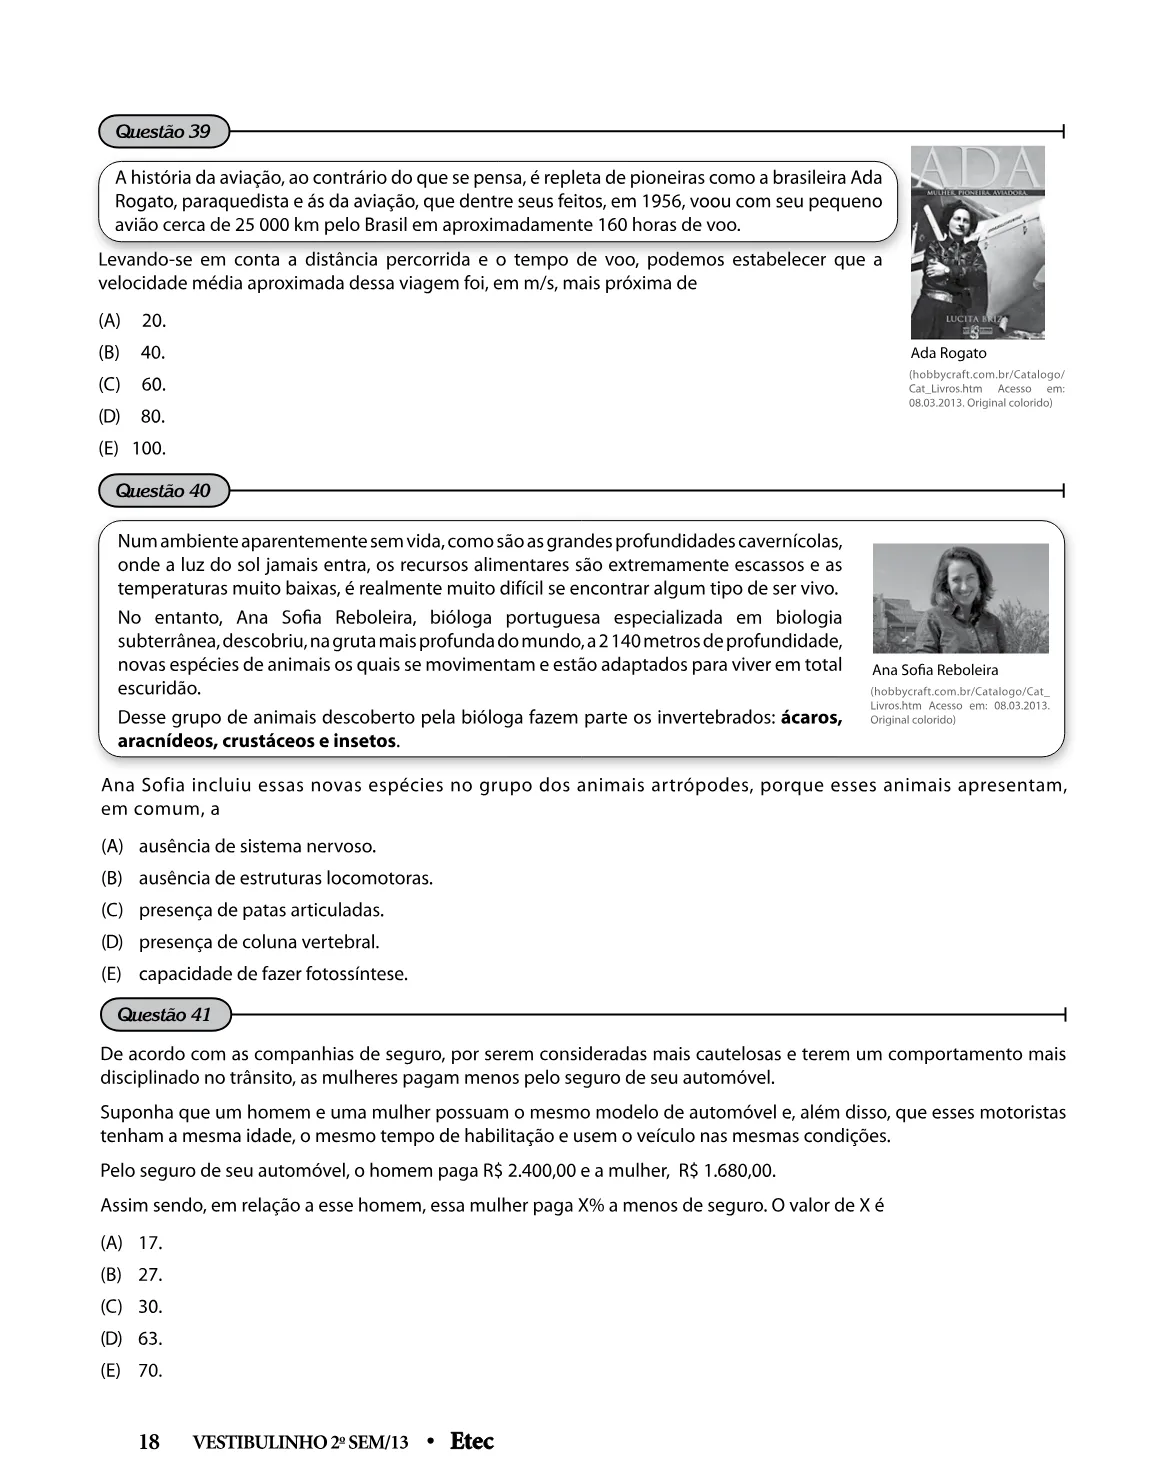 Questão 39
A história da aviação, ao contrário do que se pensa, é repleta de pioneiras como a brasileira Ada
Rogato, paraquedista e ás da aviação, que dentre seus feitos, em 1956, voou com seu pequeno
avião cerca de 25 000 km pelo Brasil em aproximadamente 160 horas de voo.
Levando-se em conta a distância percorrida e o tempo de voo, podemos estabelecer que a
velocidade média aproximada dessa viagem foi, em m/s, mais próxima de
(A) 20.
(B) 40.
(C) 60.
(D) 80.
(E) 100.
ADA
MULHER, PIONEIRA, AVIADORA
LUCITA BRIZA
Ada Rogato
(hobbycraft.com.br/Catalogo/
Cat_Livros.htm Acesso em:
08.03.2013. Original colorido)
Questão 40
Num ambiente aparentemente sem vida, como são as grandes profundidades cavernícolas,
onde a luz do sol jamais entra, os recursos alimentares são extremamente escassos e as
temperaturas muito baixas, é realmente muito difícil se encontrar algum tipo de ser vivo.
No entanto, Ana Sofia Reboleira, bióloga portuguesa especializada em biologia
subterrânea, descobriu, na gruta mais profunda do mundo, a 2 140 metros de profundidade,
novas espécies de animais os quais se movimentam e estão adaptados para viver em total
escuridão.
Desse grupo de animais descoberto pela bióloga fazem parte os invertebrados: ácaros,
aracnídeos, crustáceos e insetos.
Ana Sofia Reboleira
(hobbycraft.com.br/Catalogo/Cat_
Livros.htm Acesso em: 08.03.2013.
Original colorido)
Ana Sofia incluiu essas novas espécies no grupo dos animais artrópodes, porque esses animais apresentam,
em comum, a
(A) ausência de sistema nervoso.
(B) ausência de estruturas locomotoras.
(C) presença de patas articuladas.
(D) presença de coluna vertebral.
(E) capacidade de fazer fotossíntese.
Questão 41
De acordo com as companhias de seguro, por serem consideradas mais cautelosas e terem um comportamento mais
disciplinado no trânsito, as mulheres pagam menos pelo seguro de seu automóvel.
Suponha que um homem e uma mulher possuam o mesmo modelo de automóvel e, além disso, que esses motoristas
tenham a mesma idade, o mesmo tempo de habilitação e usem o veículo nas mesmas condições.
Pelo seguro de seu automóvel, o homem paga R$ 2.400,00 e a mulher, R$ 1.680,00.
Assim sendo, em relação a esse homem, essa mulher paga X% a menos de seguro. O valor de X é
(A) 17.
(B) 27.
(C) 30.
(D) 63.
(E) 70.
18 VESTIBULINHO 2º SEM/13 • Etec